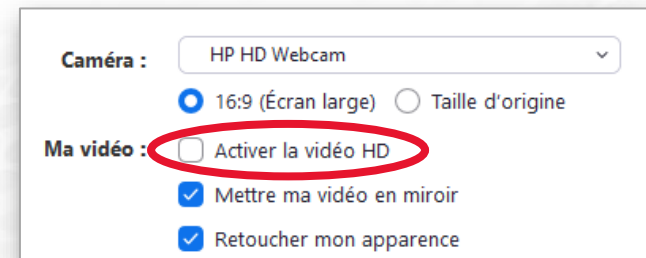 Caméra : HP HD Webcam
16:9 (Écran large) Taille d'origine
Ma vidéo : Activer la vidéo HD
Mettre ma vidéo en miroir
Retoucher mon apparence